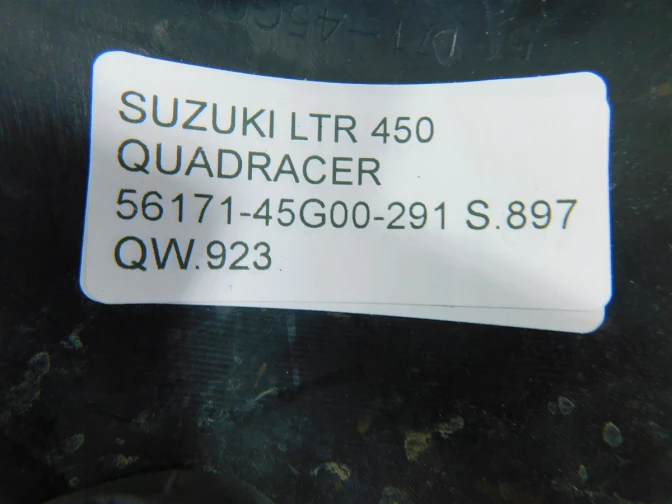 SUZUKI LTR 450
QUADRACER
56171-45G00-291 S.897
QW.923